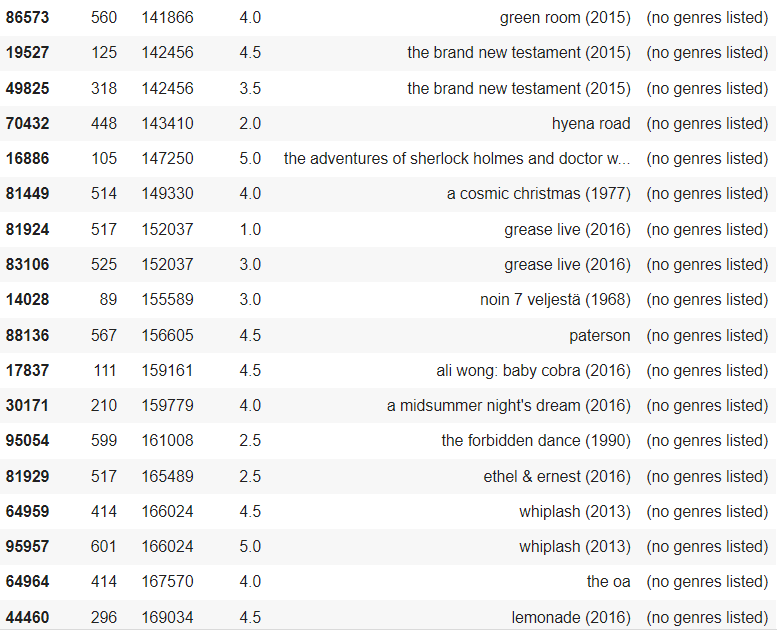 86573 560 141866 4.0 green room (2015) (no genres listed)
19527 125 142456 4.5 the brand new testament (2015) (no genres listed)
49825 318 142456 3.5 the brand new testament (2015) (no genres listed)
70432 448 143410 2.0 hyena road (no genres listed)
16886 105 147250 5.0 the adventures of sherlock holmes and doctor w... (no genres listed)
81449 514 149330 4.0 a cosmic christmas (1977) (no genres listed)
81924 517 152037 1.0 grease live (2016) (no genres listed)
83106 525 152037 3.0 grease live (2016) (no genres listed)
14028 89 155589 3.0 noin 7 veljestä (1968) (no genres listed)
88136 567 156605 4.5 paterson (no genres listed)
17837 111 159161 4.5 ali wong: baby cobra (2016) (no genres listed)
30171 210 159779 4.0 a midsummer night's dream (2016) (no genres listed)
95054 599 161008 2.5 the forbidden dance (1990) (no genres listed)
81929 517 165489 2.5 ethel & ernest (2016) (no genres listed)
64959 414 166024 4.5 whiplash (2013) (no genres listed)
95957 601 166024 5.0 whiplash (2013) (no genres listed)
64964 414 167570 4.0 the oa (no genres listed)
44460 296 169034 4.5 lemonade (2016) (no genres listed)